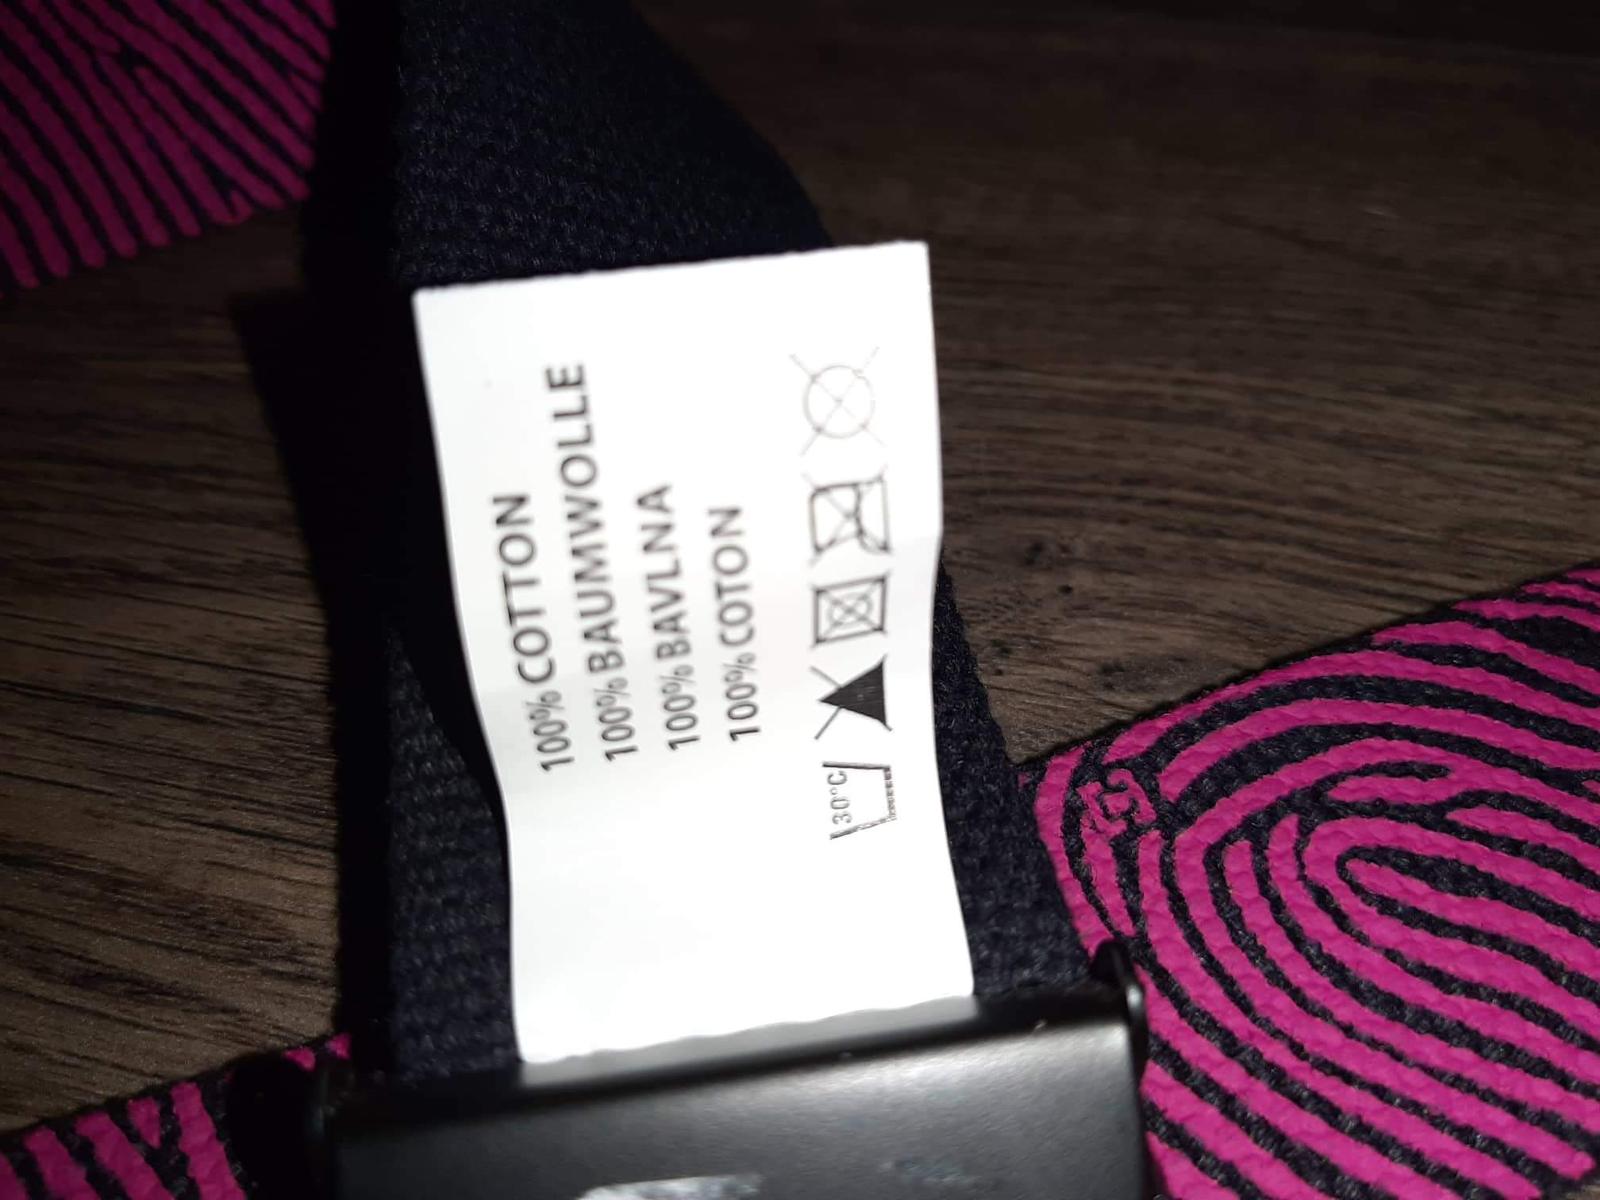 100% COTTON
100% BAUMWOLLE
100% BAVLNA
100% COTON
30°C